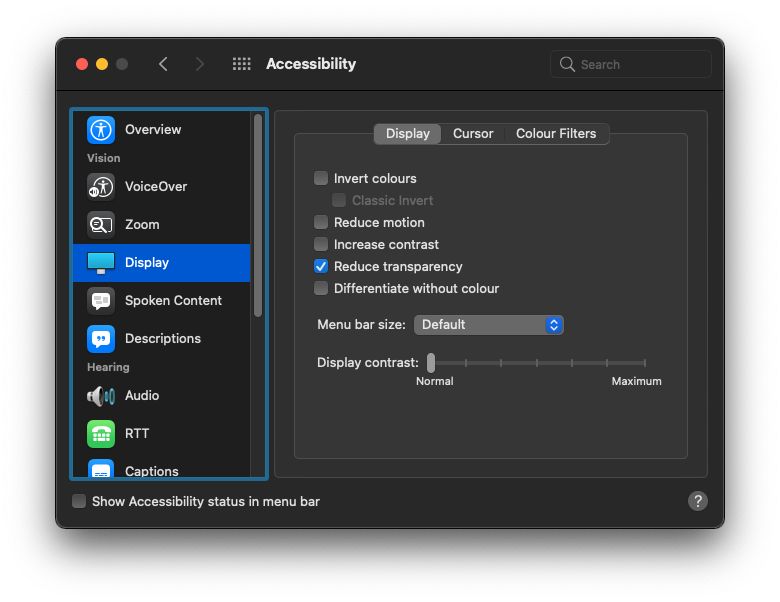 Accessibility
Search
Overview
Vision
VoiceOver
Zoom
Display
Spoken Content
Descriptions
Hearing
Audio
RTT
Captions
Display Cursor Colour Filters
Invert colours
Classic Invert
Reduce motion
Increase contrast
Reduce transparency
Differentiate without colour
Menu bar size: Default
Display contrast:
Normal Maximum
Show Accessibility status in menu bar
?